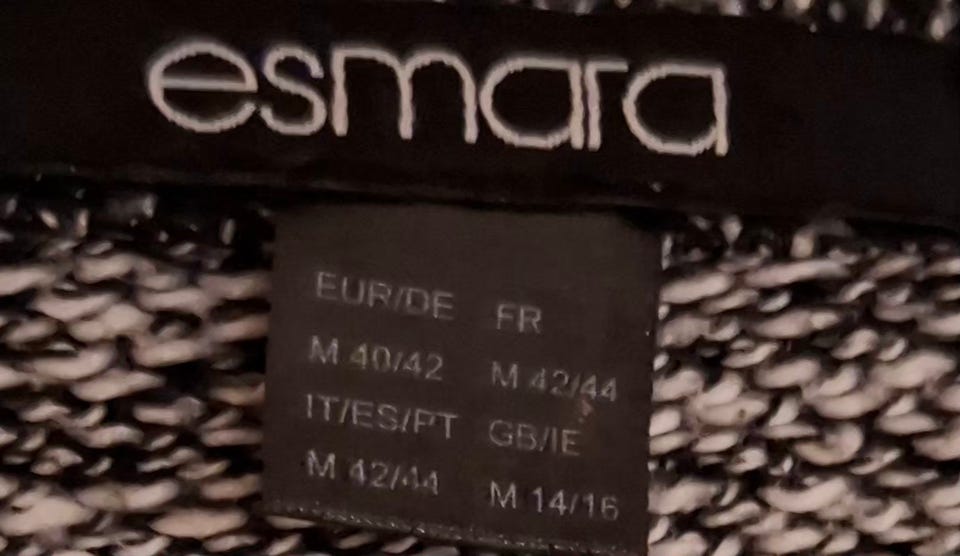 esmara
EUR/DE FR
M 40/42 M 42/44
IT/ES/PT GB/IE
M 42/44 M 14/16